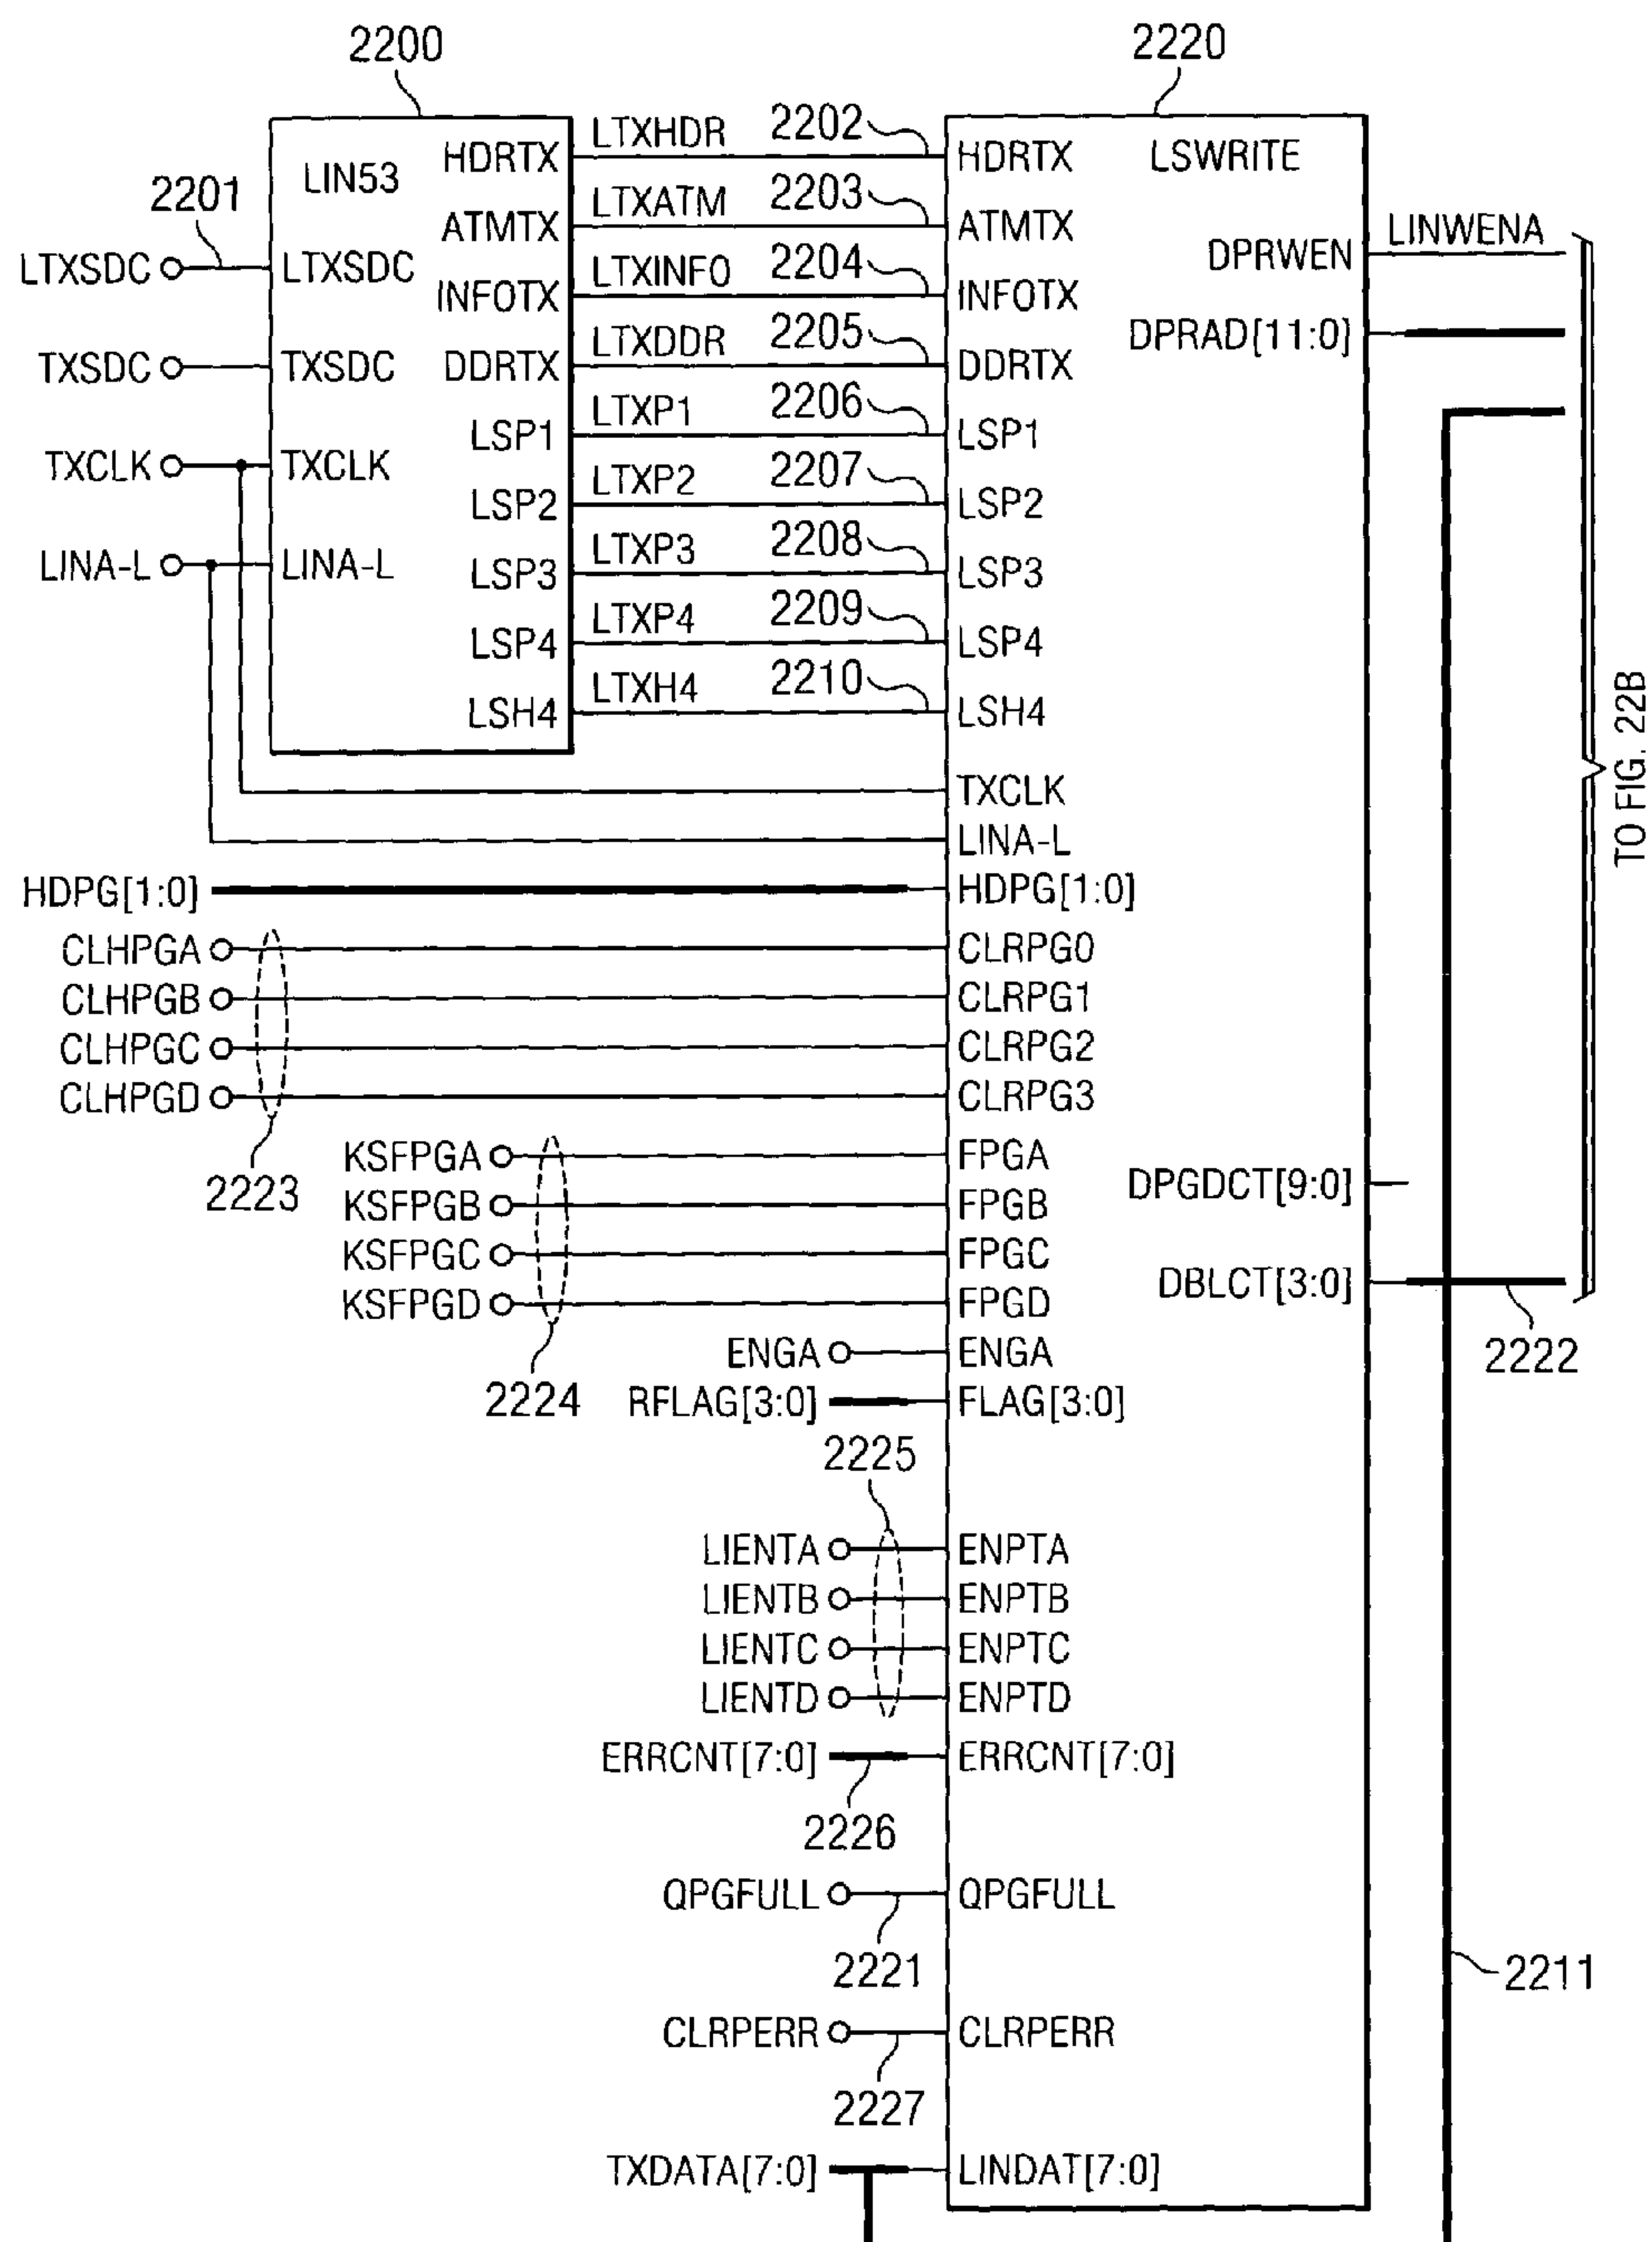 2200
2220
LIN53
LSWRITE
HDRTX LTXHDR 2202 HDRTX
2201
ATMTX LTXATM 2203 ATMTX
LTXSDC LTXSDC
INFOTX LTXINFO 2204 INFOTX
DPRWEN LINWENA
TXSDC TXSDC
DDRTX LTXDDR 2205 DDRTX
DPRAD[11:0]
LSP1 LTXP1 2206 LSP1
TXCLK TXCLK
LSP2 LTXP2 2207 LSP2
LINA-L LINA-L
LSP3 LTXP3 2208 LSP3
LSP4 LTXP4 2209 LSP4
LSH4 LTXH4 2210 LSH4
TO FIG. 22B
TXCLK
LINA-L
HDPG[1:0] HDPG[1:0]
CLHPGA CLRPG0
CLHPGB CLRPG1
CLHPGC CLRPG2
CLHPGD CLRPG3
2223
KSFPGA FPGA
KSFPGB FPGB
KSFPGC FPGC
KSFPGD FPGD
2224
DPGDCT[9:0]
DBLCT[3:0]
2222
ENGA ENGA
RFLAG[3:0] FLAG[3:0]
2225
LIENTA ENPTA
LIENTB ENPTB
LIENTC ENPTC
LIENTD ENPTD
ERRCNT[7:0] ERRCNT[7:0]
2226
QPGFULL QPGFULL
2221
2211
CLRPERR CLRPERR
2227
TXDATA[7:0] LINDAT[7:0]